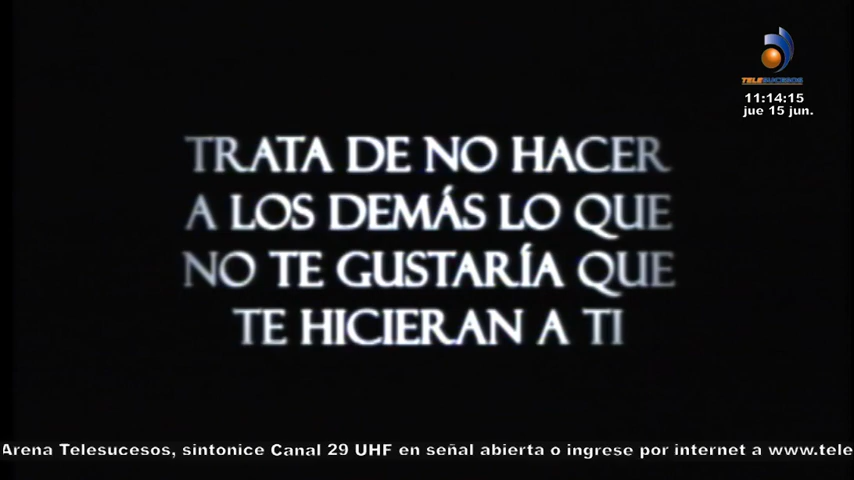 TELESUCESOS
11:14:15
jue 15 jun.
TRATA DE NO HACER
A LOS DEMÁS LO QUE
NO TE GUSTARÍA QUE
TE HICIERAN A TI
Arena Telesucesos, sintonice Canal 29 UHF en señal abierta o ingrese por internet a www.tele